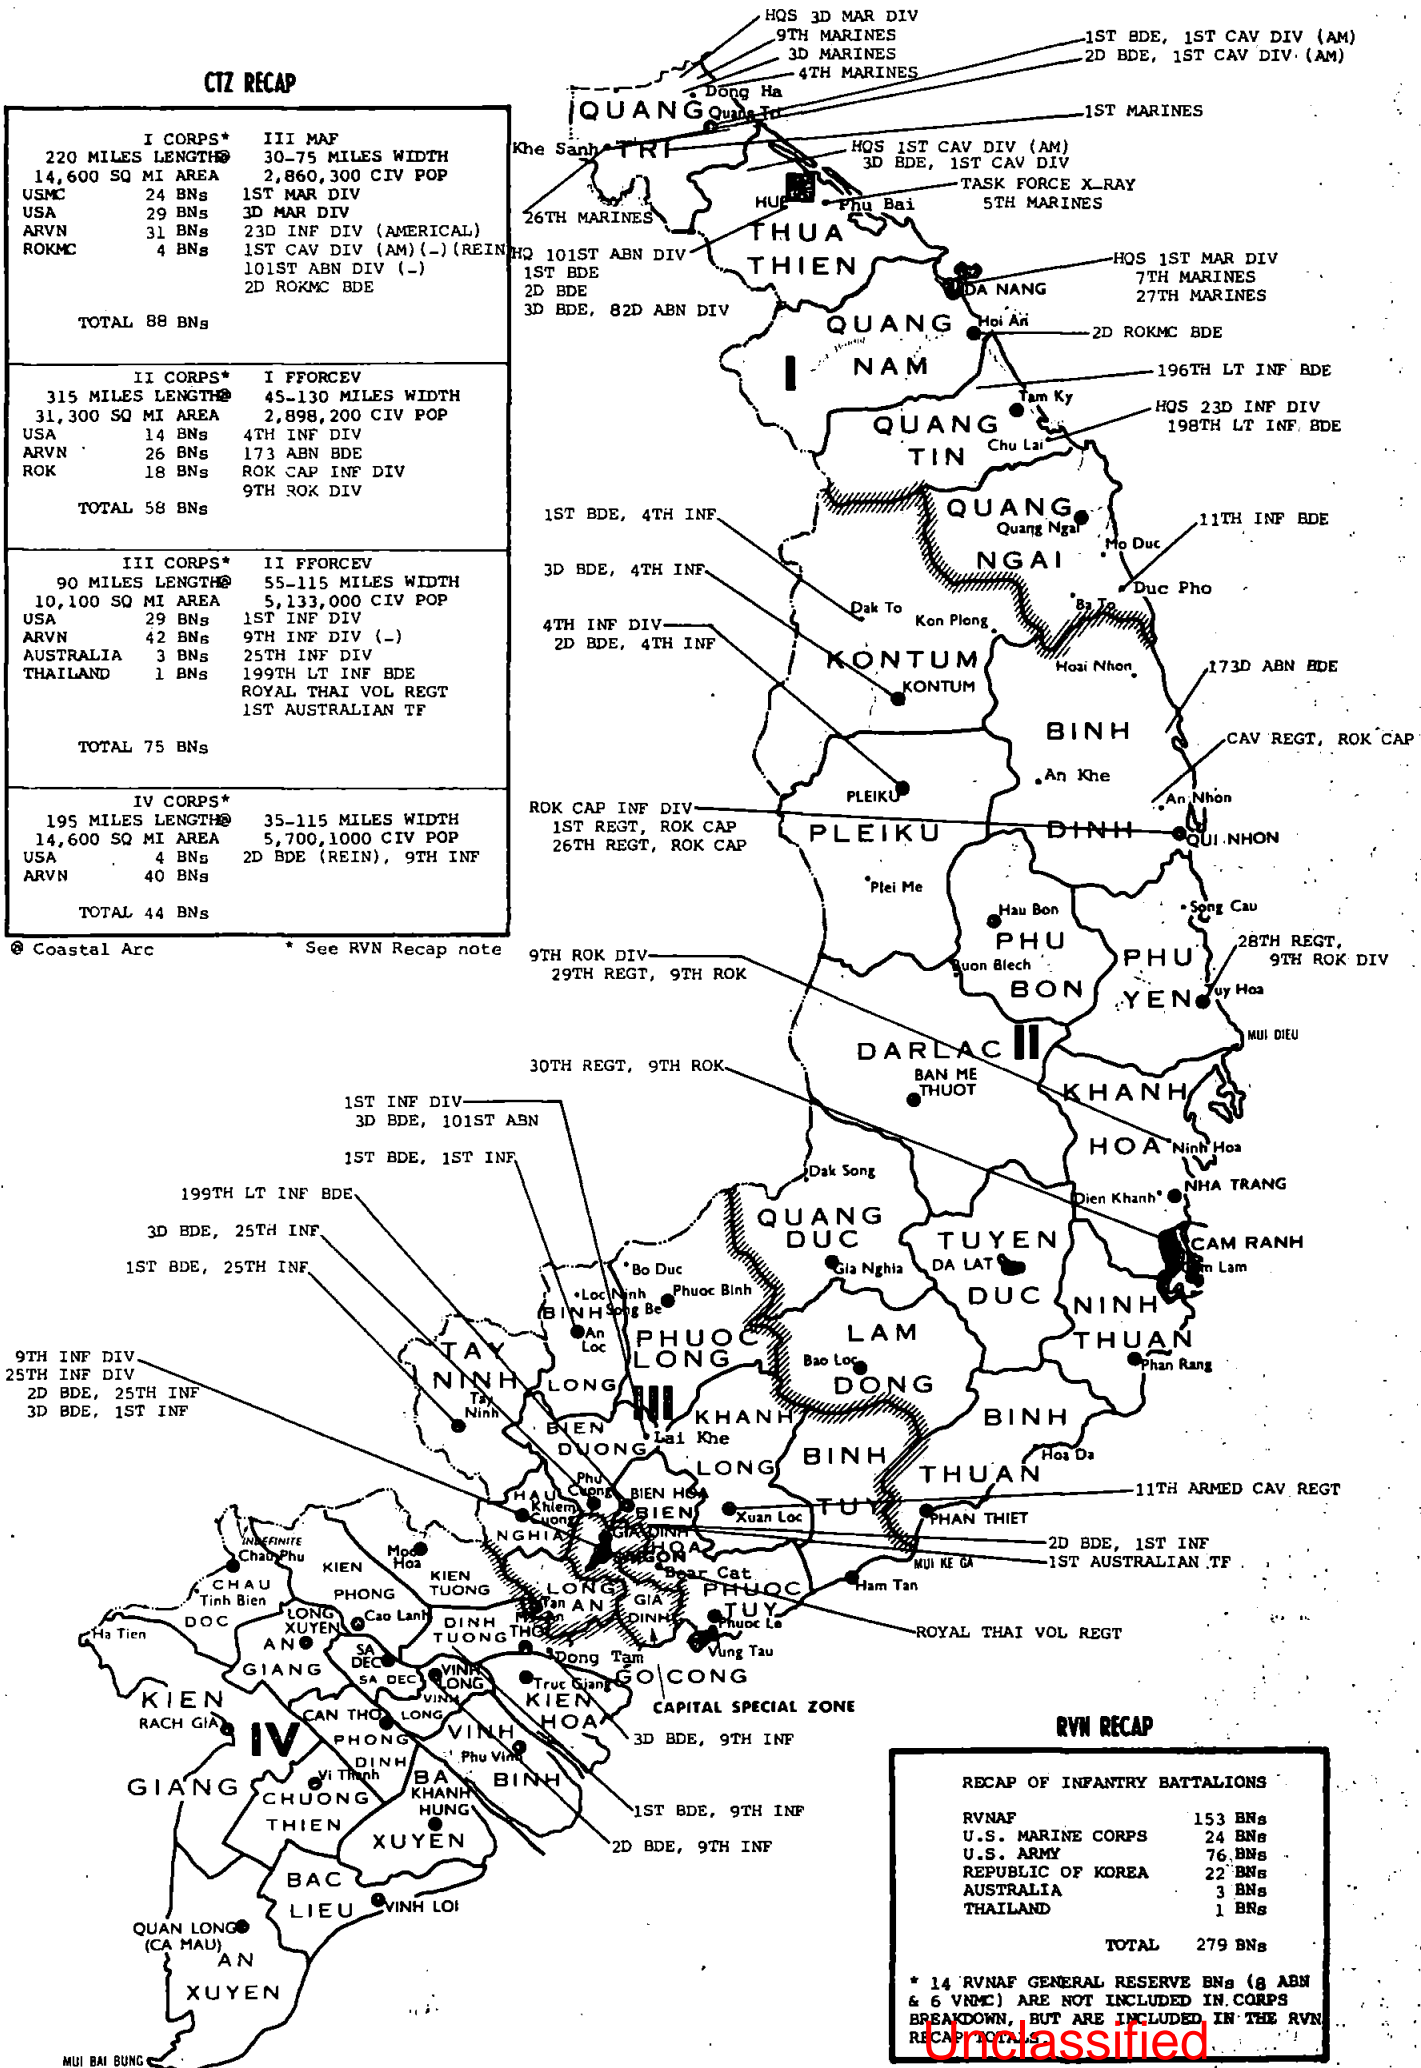 CTZ RECAP
I CORPS* III MAF
220 MILES LENGTH@ 30-75 MILES WIDTH
14,600 SQ MI AREA 2,860,300 CIV POP
USMC 24 BNs 1ST MAR DIV
USA 29 BNs 3D MAR DIV
ARVN 31 BNs 23D INF DIV (AMERICAL)
ROKMC 4 BNs 1ST CAV DIV (AM)(-)(REIN
101ST ABN DIV (-)
2D ROKMC BDE
TOTAL 88 BNs
II CORPS* I FFORCEV
315 MILES LENGTH@ 45-130 MILES WIDTH
31,300 SQ MI AREA 2,898,200 CIV POP
USA 14 BNs 4TH INF DIV
ARVN 26 BNs 173 ABN BDE
ROK 18 BNs ROK CAP INF DIV
9TH ROK DIV
TOTAL 58 BNs
III CORPS* II FFORCEV
90 MILES LENGTH@ 55-115 MILES WIDTH
10,100 SQ MI AREA 5,133,000 CIV POP
USA 29 BNs 1ST INF DIV
ARVN 42 BNs 9TH INF DIV (-)
AUSTRALIA 3 BNs 25TH INF DIV
THAILAND 1 BNs 199TH LT INF BDE
ROYAL THAI VOL REGT
1ST AUSTRALIAN TF
TOTAL 75 BNs
IV CORPS*
195 MILES LENGTH@ 35-115 MILES WIDTH
14,600 SQ MI AREA 5,700,1000 CIV POP
USA 4 BNs 2D BDE (REIN), 9TH INF
ARVN 40 BNs
TOTAL 44 BNs
@ Coastal Arc * See RVN Recap note
HQS 3D MAR DIV
9TH MARINES
3D MARINES
4TH MARINES
1ST BDE, 1ST CAV DIV (AM)
2D BDE, 1ST CAV DIV (AM)
Dong Ha
QUANG
Quang Tri
1ST MARINES
Khe Sanh
TRI
HQS 1ST CAV DIV (AM)
3D BDE, 1ST CAV DIV
TASK FORCE X-RAY
5TH MARINES
26TH MARINES
HUE
Phu Bai
THUA
THIEN
HQ 101ST ABN DIV
1ST BDE
2D BDE
3D BDE, 82D ABN DIV
HQS 1ST MAR DIV
7TH MARINES
27TH MARINES
DA NANG
QUANG
Hoi An
2D ROKMC BDE
I
NAM
196TH LT INF BDE
Tam Ky
HQS 23D INF DIV
198TH LT INF BDE
QUANG
Chu Lai
TIN
QUANG
Quang Ngai
1ST BDE, 4TH INF
11TH INF BDE
Mo Duc
NGAI
3D BDE, 4TH INF
Duc Pho
Ba To
Dak To
Kon Plong
4TH INF DIV
2D BDE, 4TH INF
KONTUM
Hoai Nhon
173D ABN BDE
KONTUM
BINH
CAV REGT, ROK CAP
An Khe
PLEIKU
An Nhon
ROK CAP INF DIV
1ST REGT, ROK CAP
26TH REGT, ROK CAP
PLEIKU
DINH
QUI NHON
Plei Me
Hau Bon
Song Cau
PHU
28TH REGT,
9TH ROK DIV
9TH ROK DIV
29TH REGT, 9TH ROK
PHU
Buon Blech
BON
YEN
Tuy Hoa
MUI DIEU
DARLAC
II
30TH REGT, 9TH ROK
BAN ME
THUOT
KHANH
HOA
Ninh Hoa
1ST INF DIV
3D BDE, 101ST ABN
1ST BDE, 1ST INF
Dak Song
Dien Khanh
NHA TRANG
199TH LT INF BDE
3D BDE, 25TH INF
1ST BDE, 25TH INF
QUANG
DUC
TUYEN
DA LAT
DUC
CAM RANH
Cam Lam
Gia Nghia
Bo Duc
Loc Ninh
Phuoc Binh
BINH
Song Be
NINH
THUAN
An
Loc
PHUOC
LONG
LAM
Bao Loc
DONG
Phan Rang
9TH INF DIV
25TH INF DIV
2D BDE, 25TH INF
3D BDE, 1ST INF
TAY
NINH
Tay
Ninh
LONG
III
KHANH
BINH
BIEN
DUONG
Lai Khe
LONG
BINH
Hoa Da
THUAN
11TH ARMED CAV REGT
Phu
Cuong
BIEN HOA
BIEN
HAU
Khiem
Cuong
NGHIA
Xuan Loc
TUY
PHAN THIET
GIA DINH
HOA
SAIGON
2D BDE, 1ST INF
1ST AUSTRALIAN TF
MUI KE GA
Bear Cat
PHUOC
TUY
Ham Tan
Phuoc Le
Vung Tau
ROYAL THAI VOL REGT
INDEFINITE
Chau Phu
CHAU
Tinh Bien
DOC
Ha Tien
KIEN
PHONG
Moc
Hoa
KIEN
TUONG
LONG
AN
Tan
An
GIA
DINH
LONG
XUYEN
Cao Lanh
AN
GIANG
DINH
TUONG
MY
THO
SA
DEC
SA DEC
VINH
LONG
VINH
LONG
Dong Tam
Truc Giang
GO CONG
CAPITAL SPECIAL ZONE
KIEN
RACH GIA
IV
GIANG
KIEN
HOA
CAN THO
PHONG
DINH
VINH
Phu Vinh
BINH
3D BDE, 9TH INF
Vi Thanh
CHUONG
THIEN
BA
KHANH
HUNG
XUYEN
1ST BDE, 9TH INF
2D BDE, 9TH INF
BAC
LIEU
VINH LOI
QUAN LONG
(CA MAU)
AN
XUYEN
MUI BAI BUNG
RVN RECAP
RECAP OF INFANTRY BATTALIONS
RVNAF 153 BNs
U.S. MARINE CORPS 24 BNs
U.S. ARMY 76 BNs
REPUBLIC OF KOREA 22 BNs
AUSTRALIA 3 BNs
THAILAND 1 BNs
TOTAL 279 BNs
* 14 RVNAF GENERAL RESERVE BNs (8 ABN
& 6 VNMC) ARE NOT INCLUDED IN CORPS
BREAKDOWN, BUT ARE INCLUDED IN THE RVN
RECAP TOTALS.
Unclassified